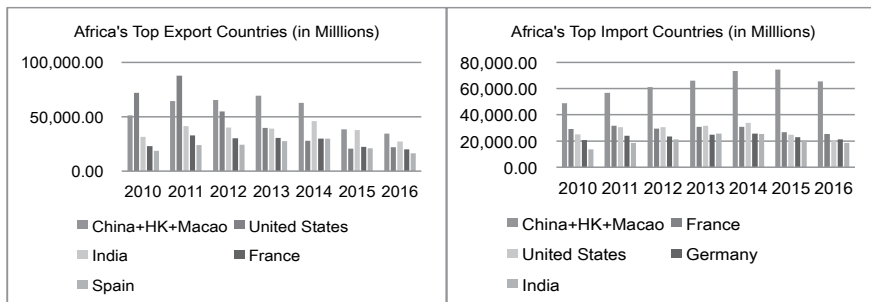 Africa's Top Export Countries (in Milllions)
100,000.00
50,000.00
0.00
2010 2011 2012 2013 2014 2015 2016
China+HK+Macao United States
India France
Spain
Africa's Top Import Countries (in Milllions)
80,000.00
60,000.00
40,000.00
20,000.00
0.00
2010 2011 2012 2013 2014 2015 2016
China+HK+Macao France
United States Germany
India